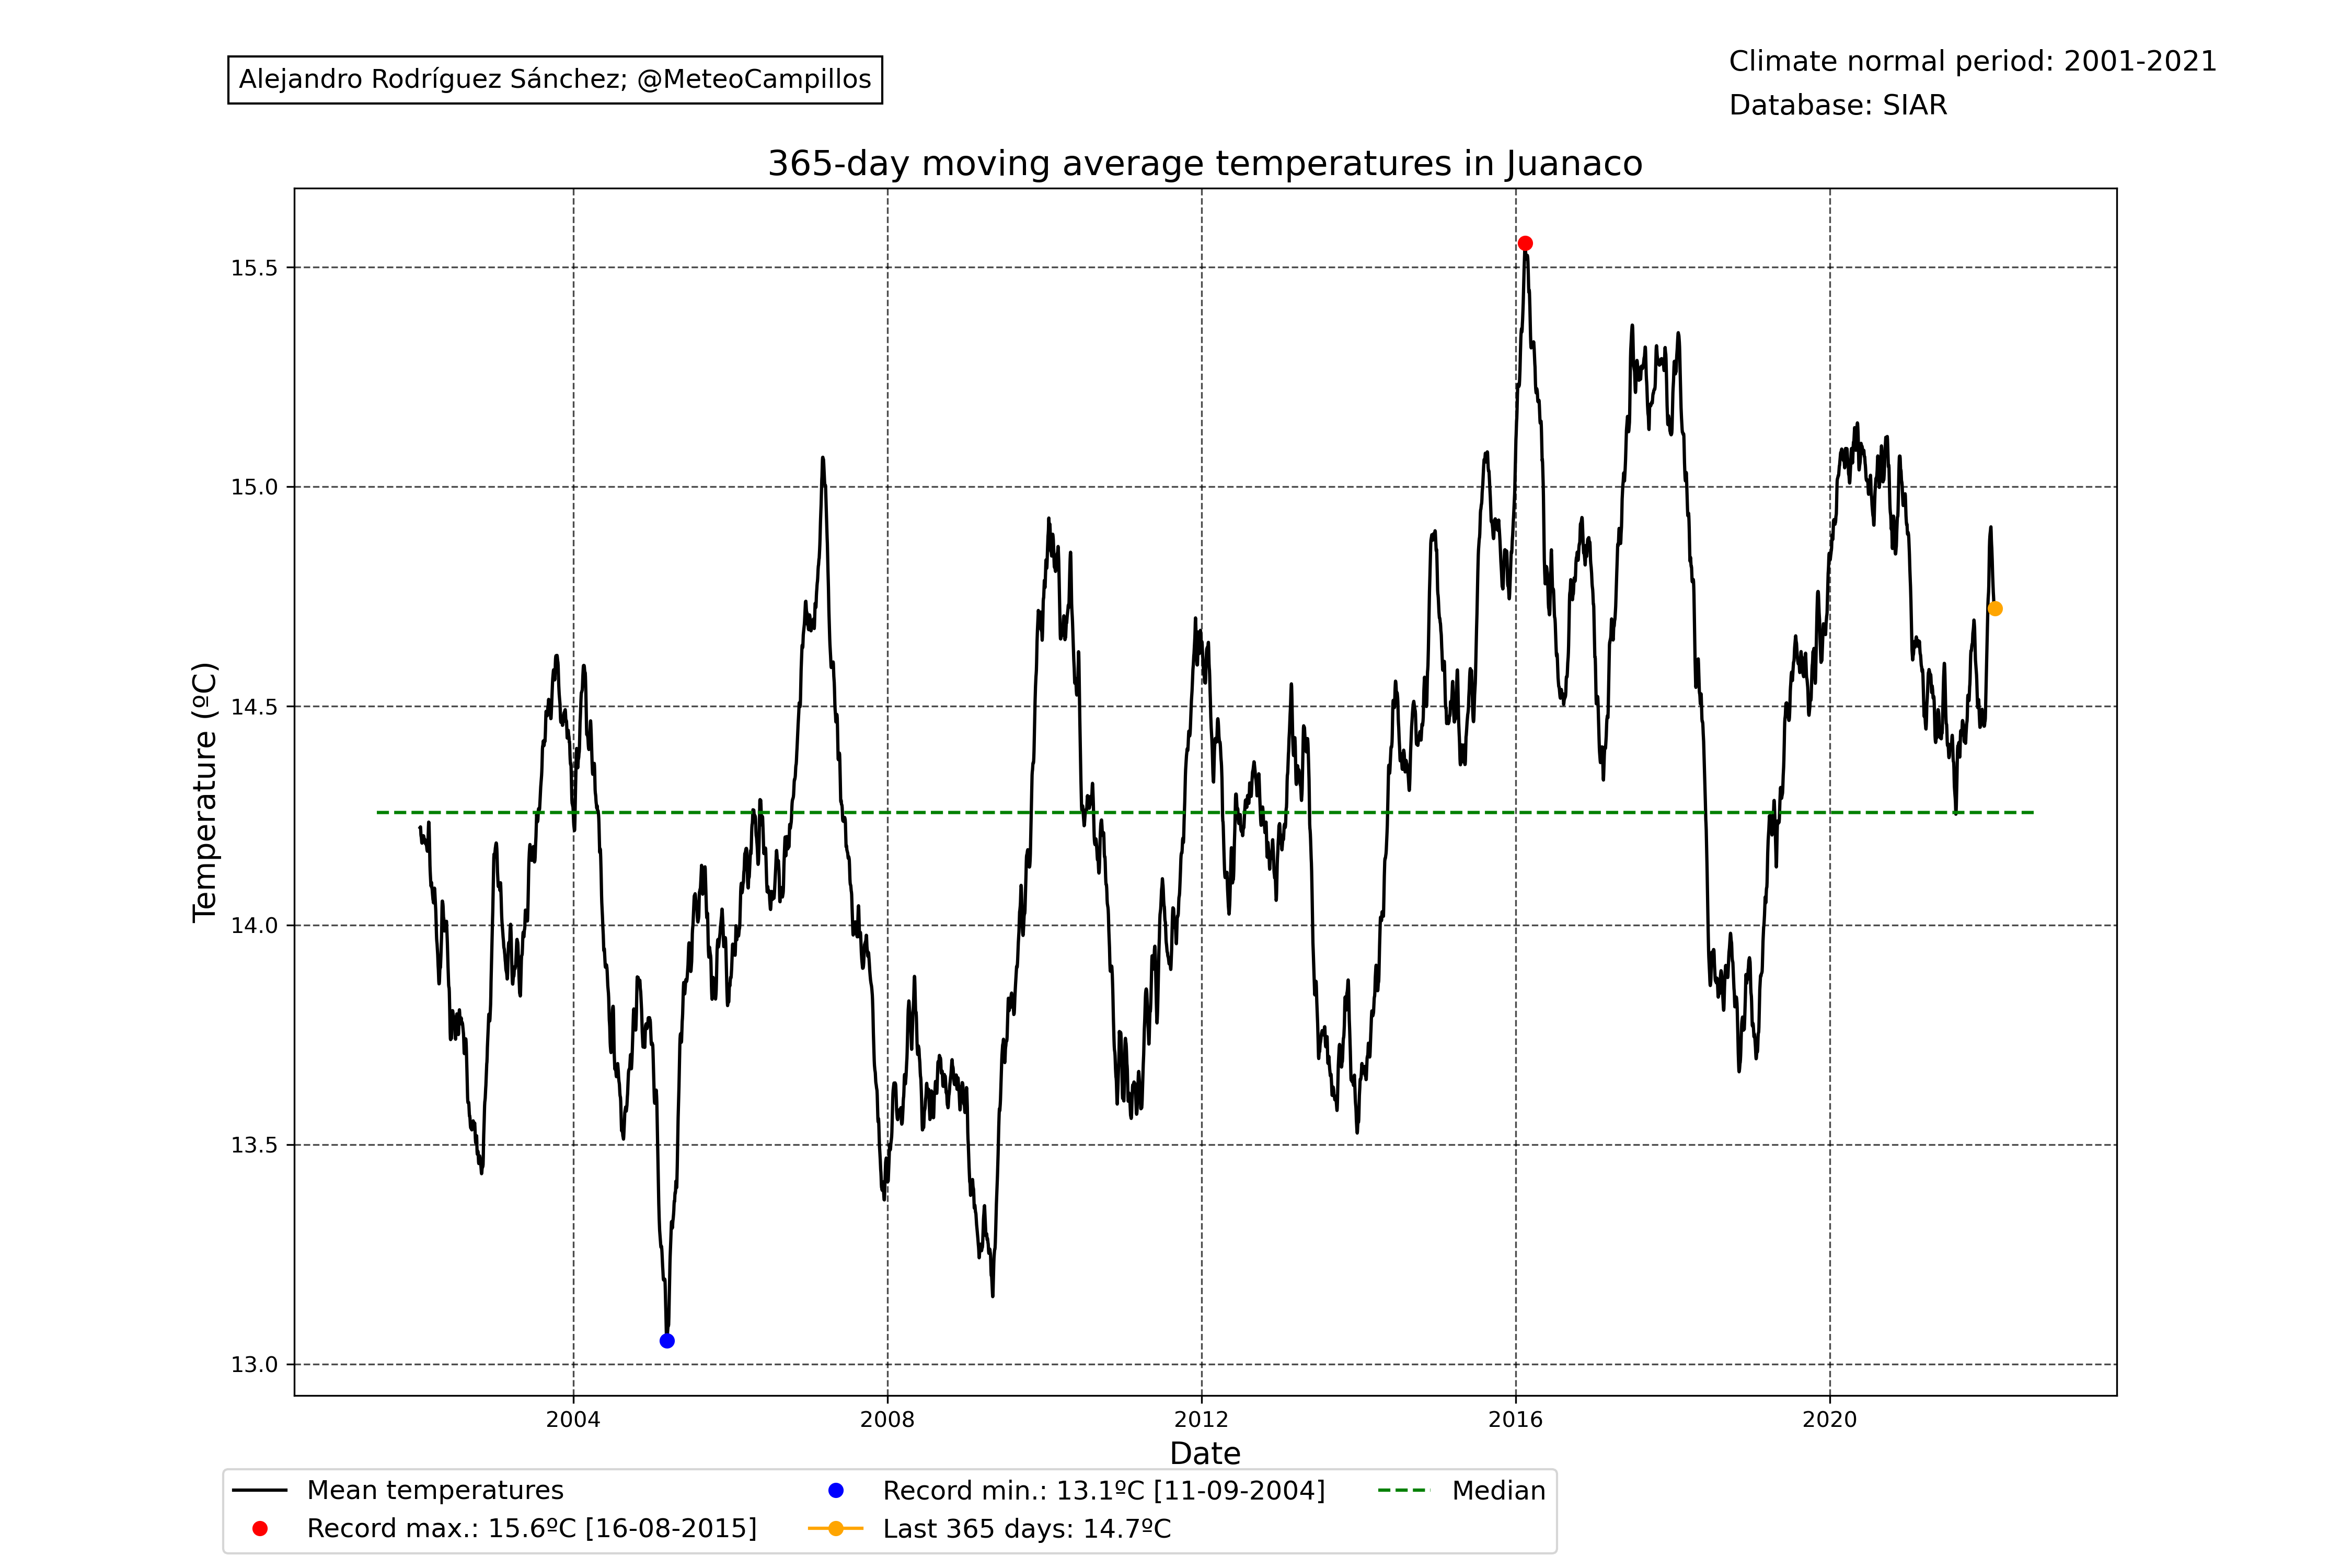 Alejandro Rodríguez Sánchez; @MeteoCampillos
Climate normal period: 2001-2021
Database: SIAR
365-day moving average temperatures in Juanaco
Temperature (ºC)
15.5
15.0
14.5
14.0
13.5
13.0
2004
2008
2012
2016
2020
Date
Mean temperatures
Record max.: 15.6ºC [16-08-2015]
Record min.: 13.1ºC [11-09-2004]
Last 365 days: 14.7ºC
Median